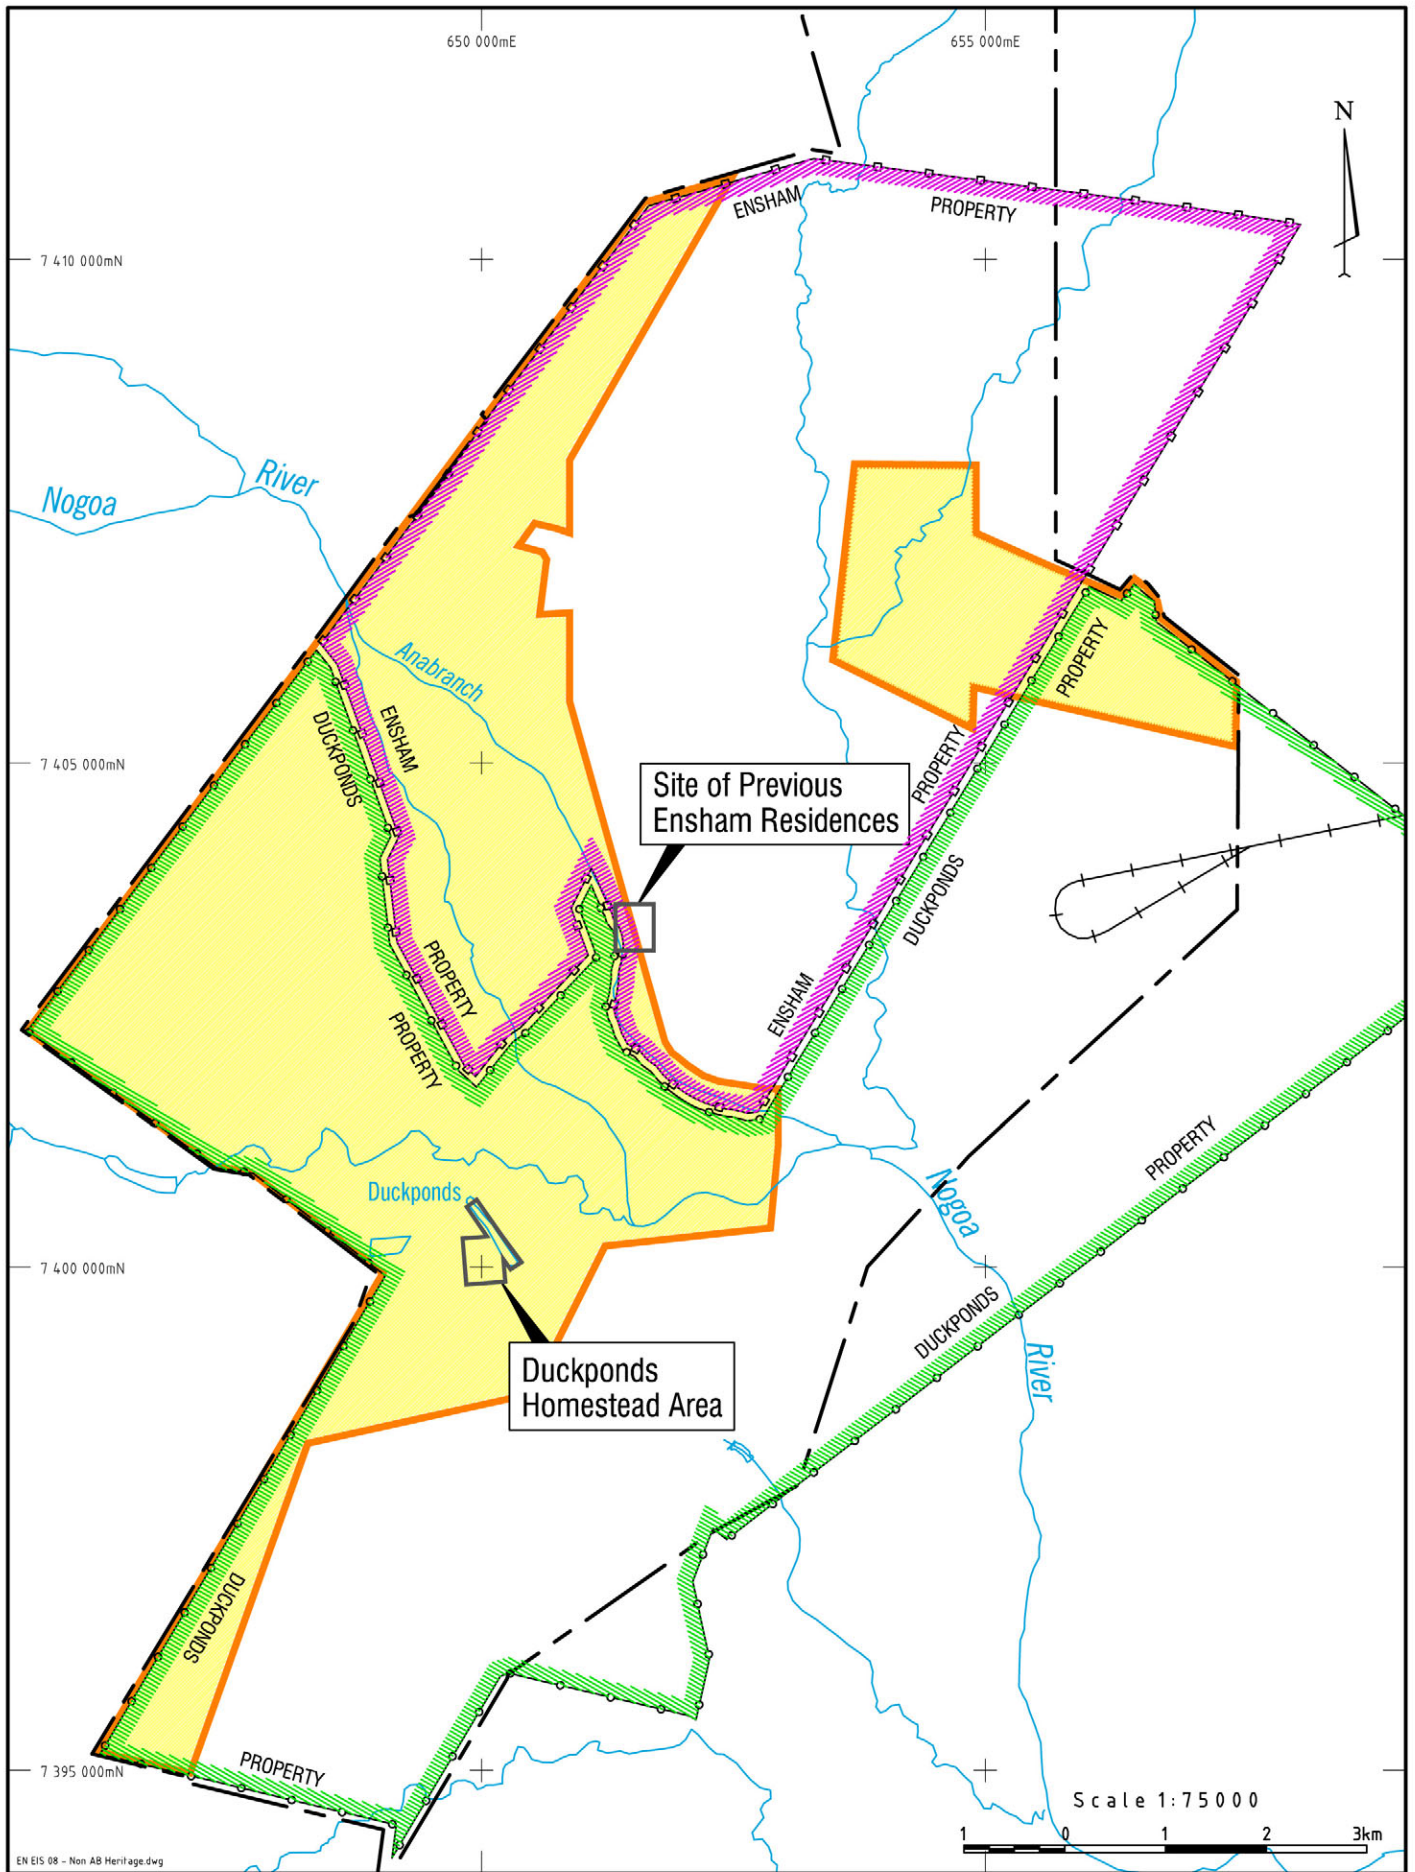 650 000mE
655 000mE
N
ENSHAM
PROPERTY
7 410 000mN
River
Nogoa
Anabranch
PROPERTY
ENSHAM
DUCKPONDS
PROPERTY
7 405 000mN
Site of Previous
Ensham Residences
DUCKPONDS
PROPERTY
PROPERTY
ENSHAM
PROPERTY
Duckponds
Nogoa
7 400 000mN
DUCKPONDS
River
Duckponds
Homestead Area
DUCKPONDS
PROPERTY
7 395 000mN
Scale 1:75000
1 0 1 2 3km
EN EIS 08 - Non AB Heritage.dwg